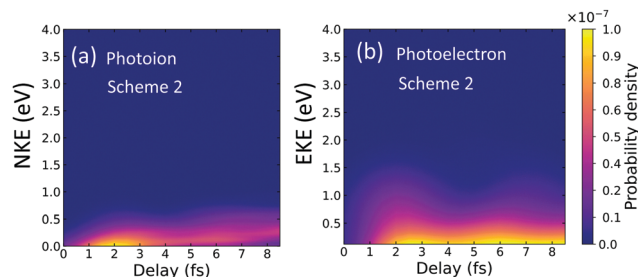 ×10⁻⁷
(a) Photoion
Scheme 2
NKE (eV)
4.0
3.5
3.0
2.5
2.0
1.5
1.0
0.5
0.0
0 1 2 3 4 5 6 7 8
Delay (fs)
(b) Photoelectron
Scheme 2
EKE (eV)
4.0
3.5
3.0
2.5
2.0
1.5
1.0
0.5
0 1 2 3 4 5 6 7 8
Delay (fs)
1.0
0.9
0.8
0.7
0.6
0.5
0.4
0.3
0.2
0.1
0.0
Probability density